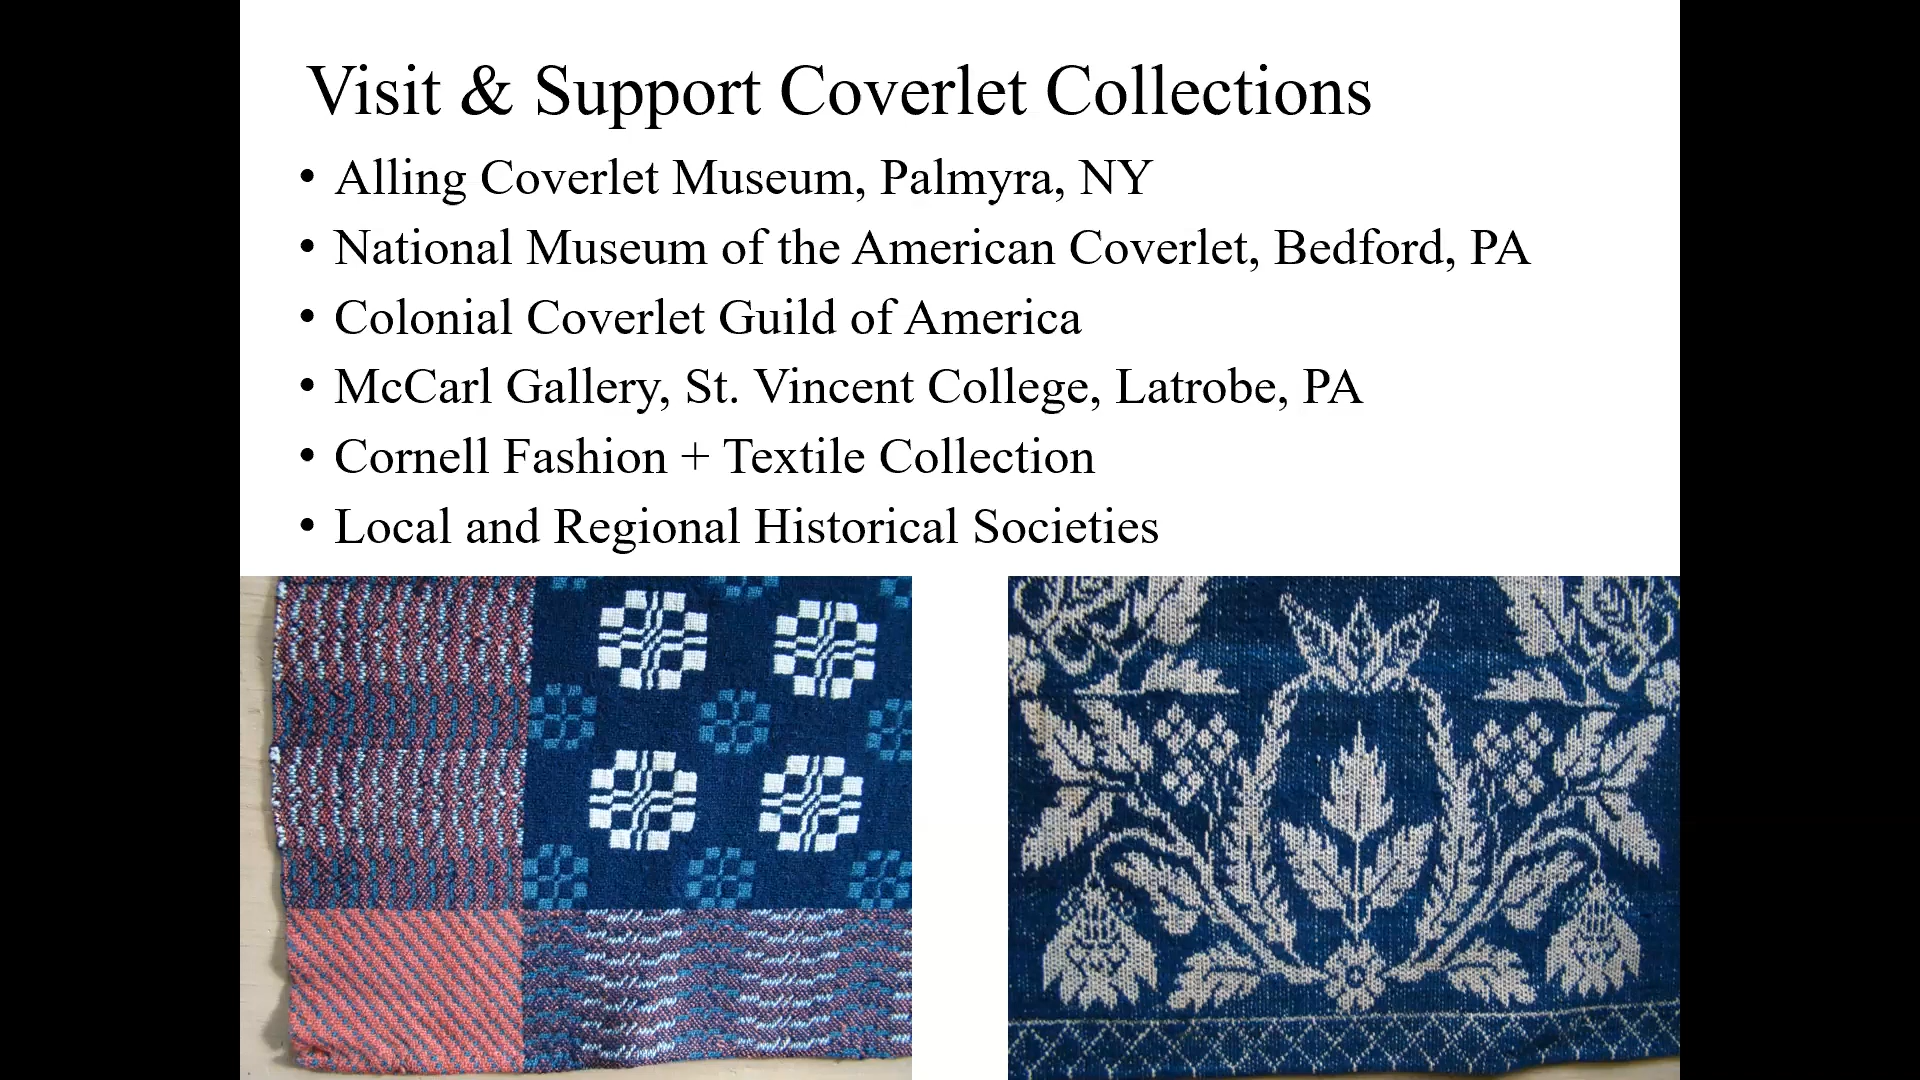 Visit & Support Coverlet Collections
• Alling Coverlet Museum, Palmyra, NY
• National Museum of the American Coverlet, Bedford, PA
• Colonial Coverlet Guild of America
• McCarl Gallery, St. Vincent College, Latrobe, PA
• Cornell Fashion + Textile Collection
• Local and Regional Historical Societies